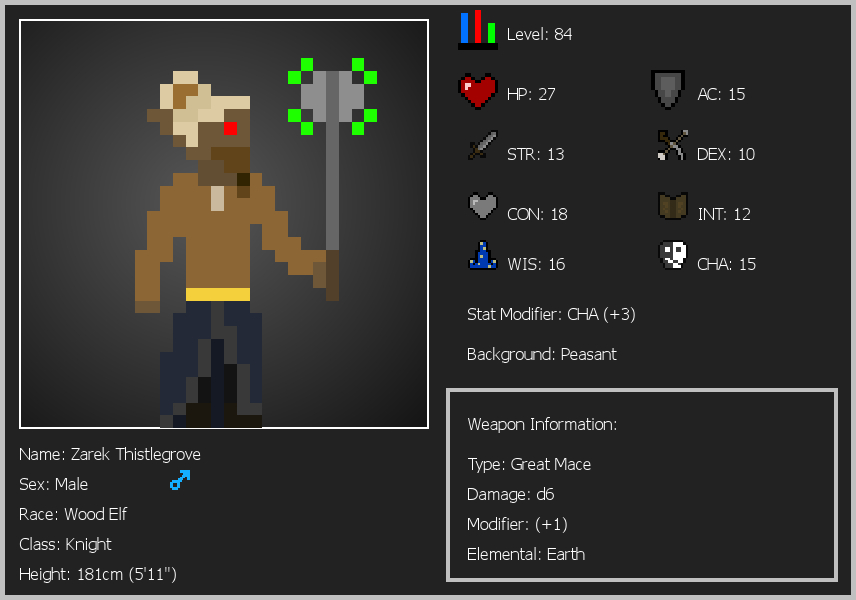 Level: 84
HP: 27
AC: 15
STR: 13
DEX: 10
CON: 18
INT: 12
WIS: 16
CHA: 15
Stat Modifier: CHA (+3)
Background: Peasant
Weapon Information:
Type: Great Mace
Damage: d6
Modifier: (+1)
Elemental: Earth
Name: Zarek Thistlegrove
Sex: Male
Race: Wood Elf
Class: Knight
Height: 181cm (5'11")